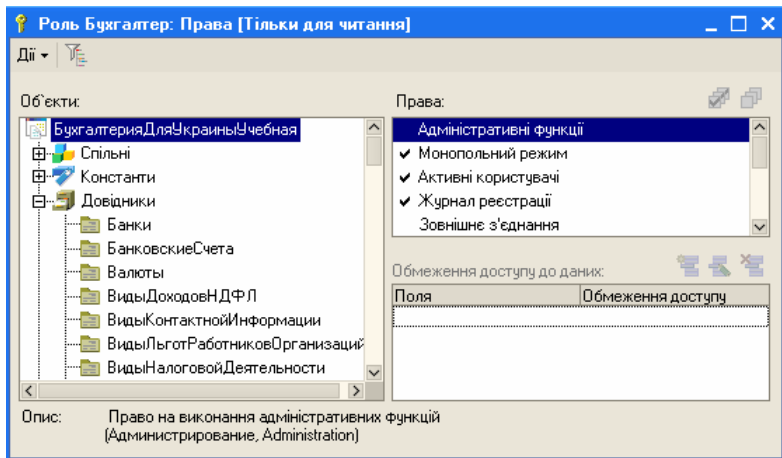 Роль Бухгалтер: Права [Тільки для читання]
Дії
Об`єкти:
БухгалтерияДляУкраиныУчебная
Спільні
Константи
Довідники
Банки
БанковскиеСчета
Валюты
ВидыДоходовНДФЛ
ВидыКонтактнойИнформации
ВидыЛьготРаботниковОрганизаций
ВидыНалоговойДеятельности
Права:
Адміністративні функції
Монопольний режим
Активні користувачі
Журнал реєстрації
Зовнішнє з'єднання
Обмеження доступу до даних:
Поля Обмеження доступу
Опис: Право на виконання адміністративних функцій
(Администрирование, Administration)